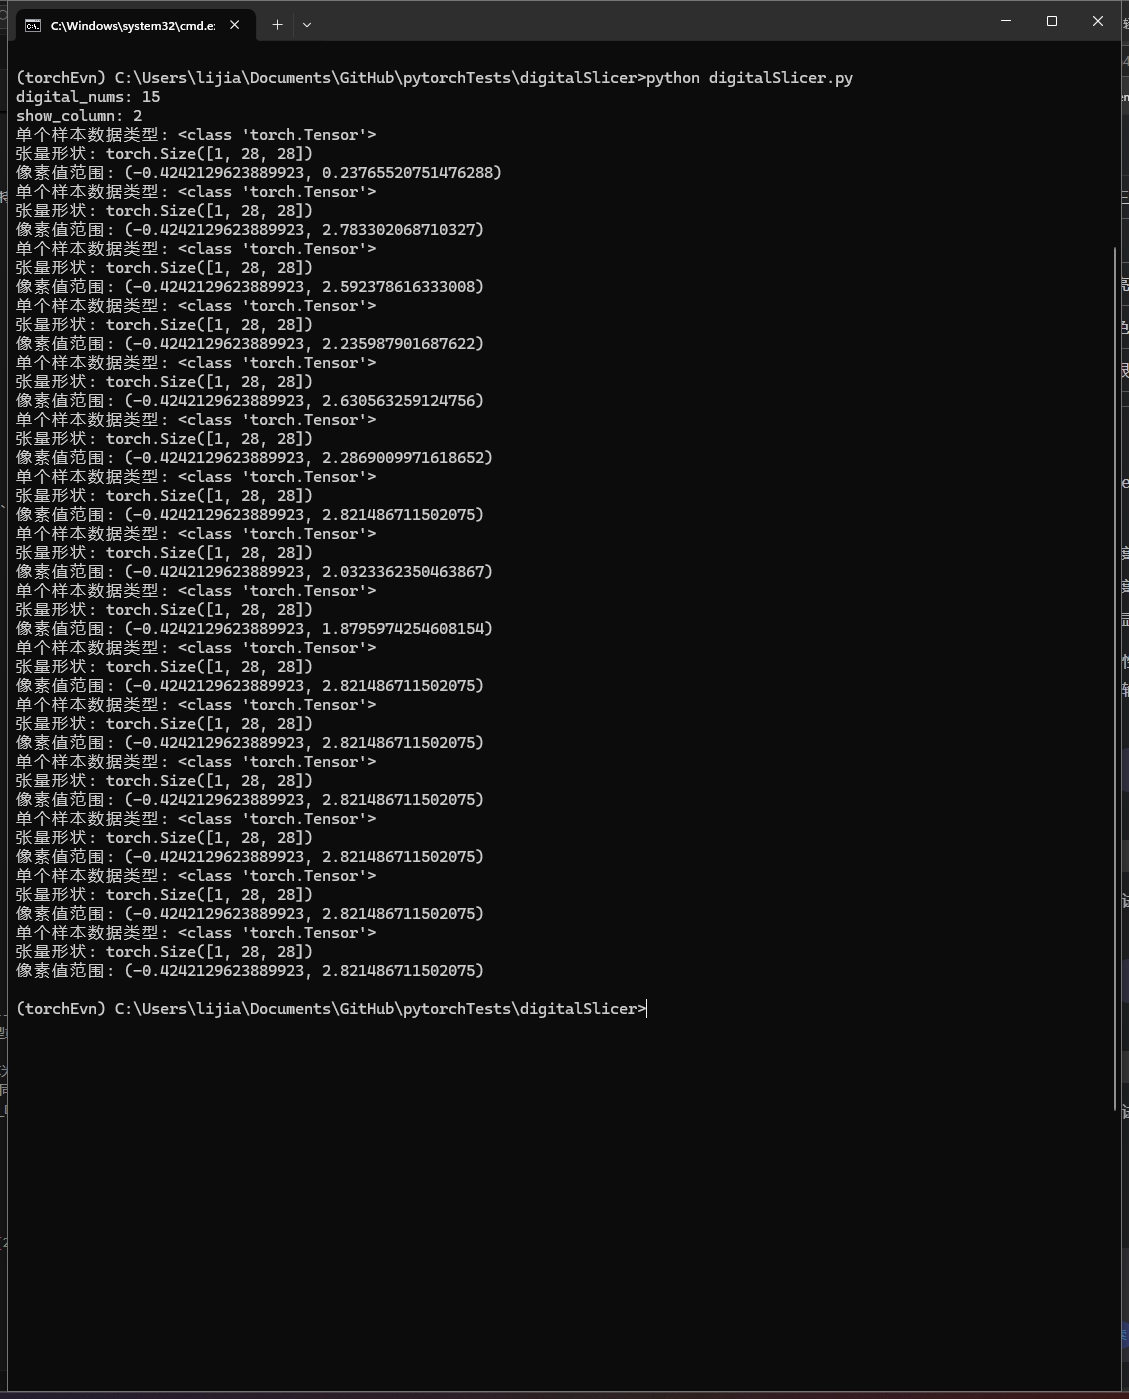 C:\Windows\system32\cmd.e:
(torchEvn) C:\Users\lijia\Documents\GitHub\pytorchTests\digitalSlicer>python digitalSlicer.py
digital_nums: 15
show_column: 2
单个样本数据类型: <class 'torch.Tensor'>
张量形状: torch.Size([1, 28, 28])
像素值范围: (-0.4242129623889923, 0.23765520751476288)
单个样本数据类型: <class 'torch.Tensor'>
张量形状: torch.Size([1, 28, 28])
像素值范围: (-0.4242129623889923, 2.783302068710327)
单个样本数据类型: <class 'torch.Tensor'>
张量形状: torch.Size([1, 28, 28])
像素值范围: (-0.4242129623889923, 2.592378616333008)
单个样本数据类型: <class 'torch.Tensor'>
张量形状: torch.Size([1, 28, 28])
像素值范围: (-0.4242129623889923, 2.235987901687622)
单个样本数据类型: <class 'torch.Tensor'>
张量形状: torch.Size([1, 28, 28])
像素值范围: (-0.4242129623889923, 2.630563259124756)
单个样本数据类型: <class 'torch.Tensor'>
张量形状: torch.Size([1, 28, 28])
像素值范围: (-0.4242129623889923, 2.2869009971618652)
单个样本数据类型: <class 'torch.Tensor'>
张量形状: torch.Size([1, 28, 28])
像素值范围: (-0.4242129623889923, 2.821486711502075)
单个样本数据类型: <class 'torch.Tensor'>
张量形状: torch.Size([1, 28, 28])
像素值范围: (-0.4242129623889923, 2.0323362350463867)
单个样本数据类型: <class 'torch.Tensor'>
张量形状: torch.Size([1, 28, 28])
像素值范围: (-0.4242129623889923, 1.8795974254608154)
单个样本数据类型: <class 'torch.Tensor'>
张量形状: torch.Size([1, 28, 28])
像素值范围: (-0.4242129623889923, 2.821486711502075)
单个样本数据类型: <class 'torch.Tensor'>
张量形状: torch.Size([1, 28, 28])
像素值范围: (-0.4242129623889923, 2.821486711502075)
单个样本数据类型: <class 'torch.Tensor'>
张量形状: torch.Size([1, 28, 28])
像素值范围: (-0.4242129623889923, 2.821486711502075)
单个样本数据类型: <class 'torch.Tensor'>
张量形状: torch.Size([1, 28, 28])
像素值范围: (-0.4242129623889923, 2.821486711502075)
单个样本数据类型: <class 'torch.Tensor'>
张量形状: torch.Size([1, 28, 28])
像素值范围: (-0.4242129623889923, 2.821486711502075)
单个样本数据类型: <class 'torch.Tensor'>
张量形状: torch.Size([1, 28, 28])
像素值范围: (-0.4242129623889923, 2.821486711502075)
(torchEvn) C:\Users\lijia\Documents\GitHub\pytorchTests\digitalSlicer>